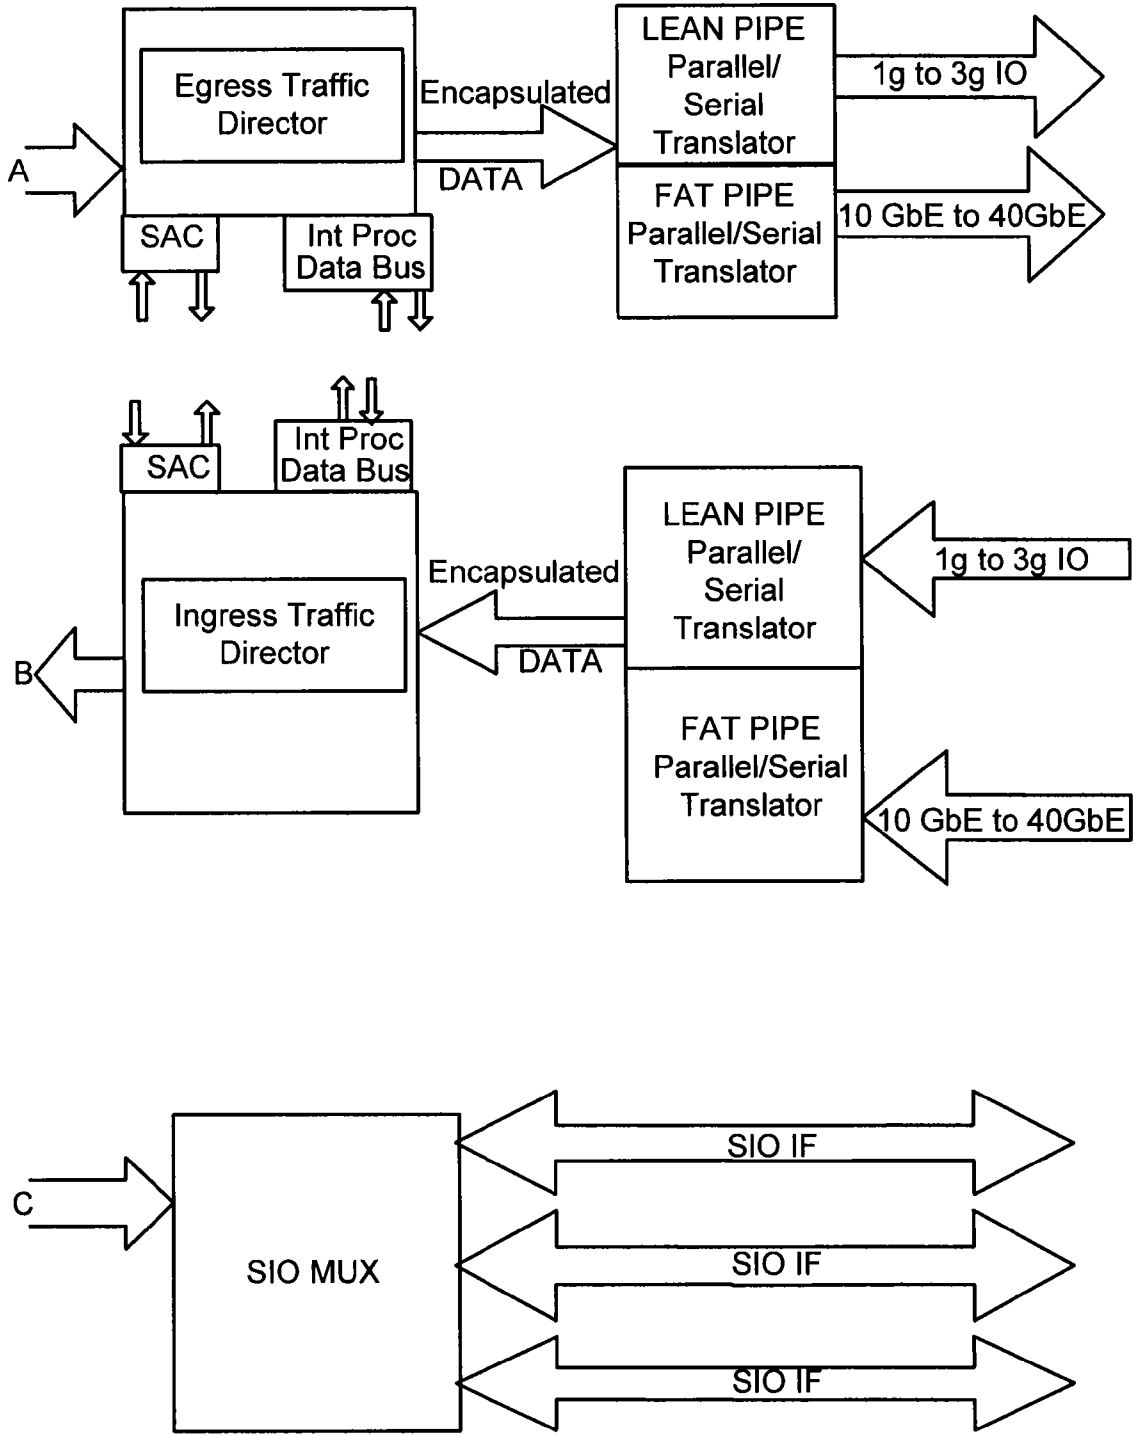 LEAN PIPE
Parallel/
Serial
Translator
1g to 3g IO
Egress Traffic
Director
Encapsulated
DATA
A
FAT PIPE
Parallel/Serial
Translator
10 GbE to 40GbE
SAC
Int Proc
Data Bus
Int Proc
Data Bus
SAC
LEAN PIPE
Parallel/
Serial
Translator
1g to 3g IO
Encapsulated
DATA
Ingress Traffic
Director
B
FAT PIPE
Parallel/Serial
Translator
10 GbE to 40GbE
C
SIO MUX
SIO IF
SIO IF
SIO IF